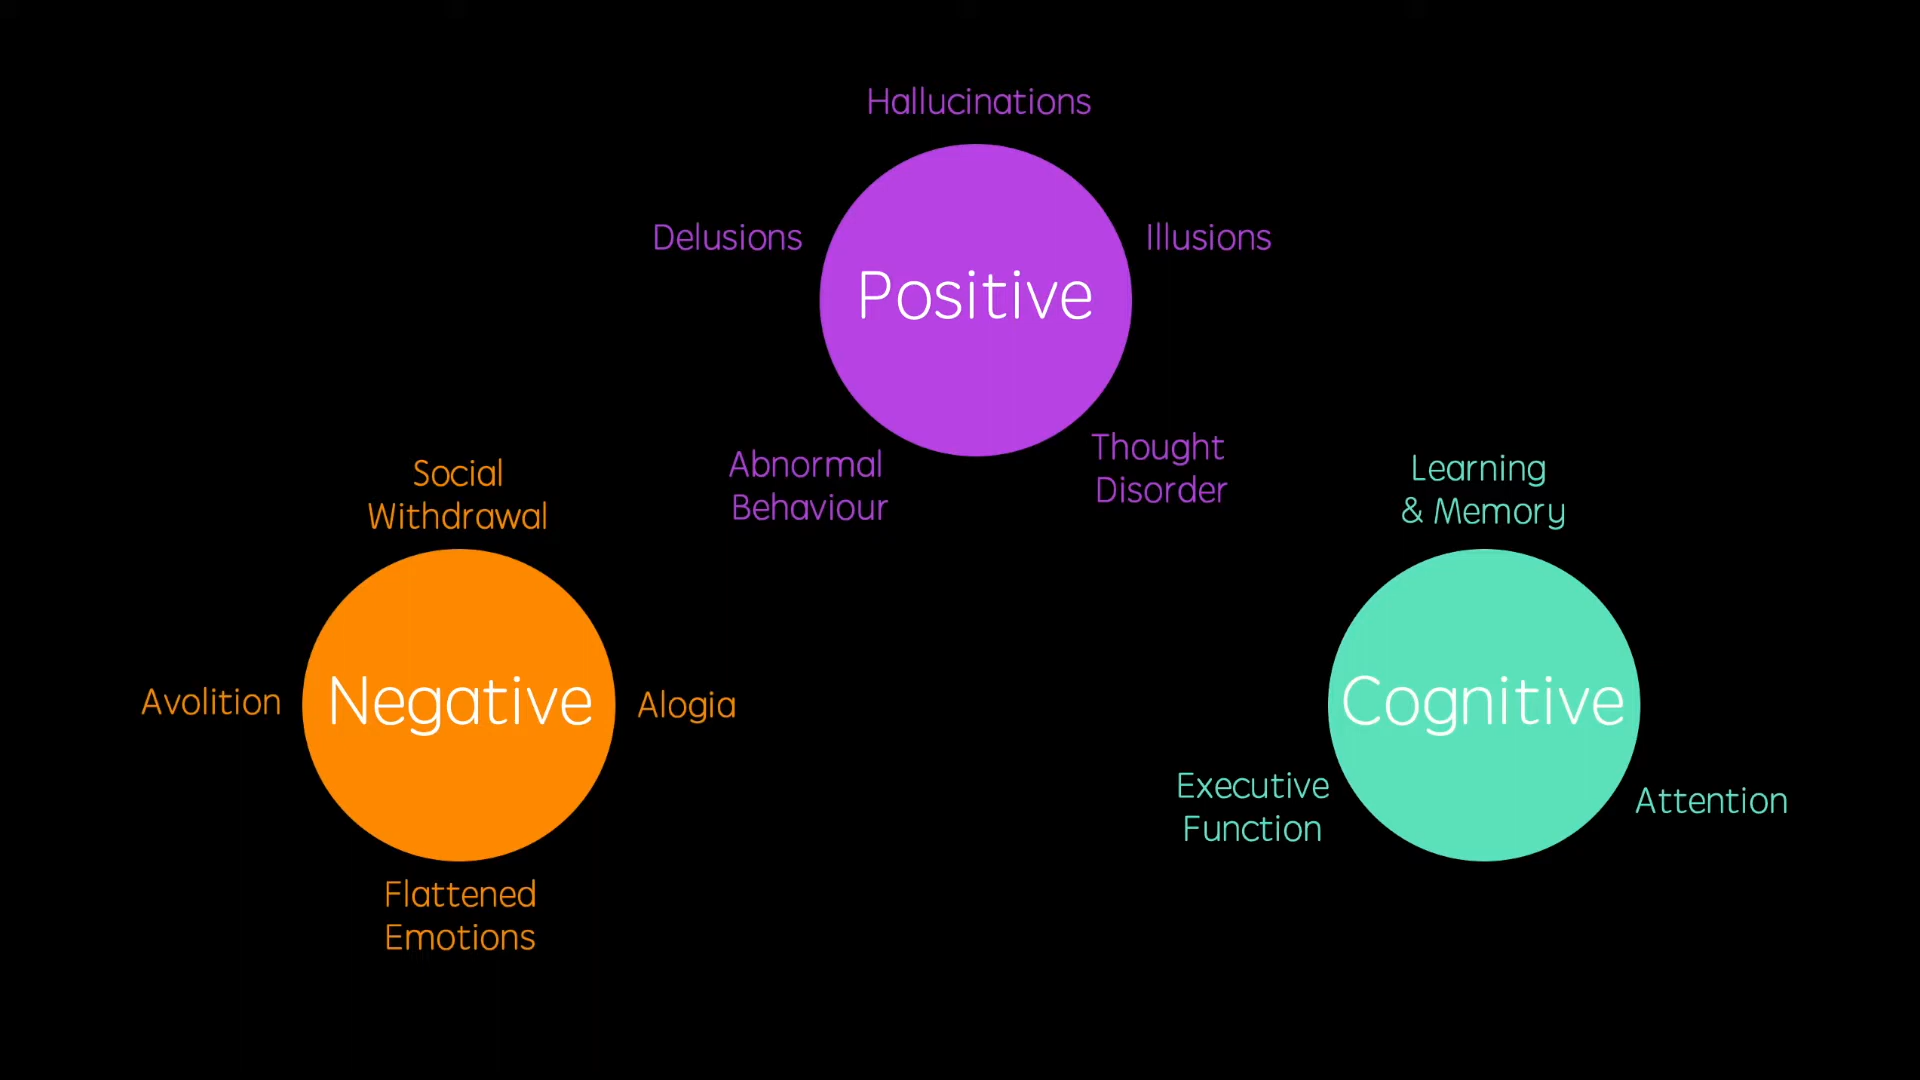 Hallucinations
Delusions
Illusions
Positive
Abnormal
Behaviour
Thought
Disorder
Social
Withdrawal
Avolition
Negative
Alogia
Flattened
Emotions
Learning
& Memory
Cognitive
Executive
Function
Attention